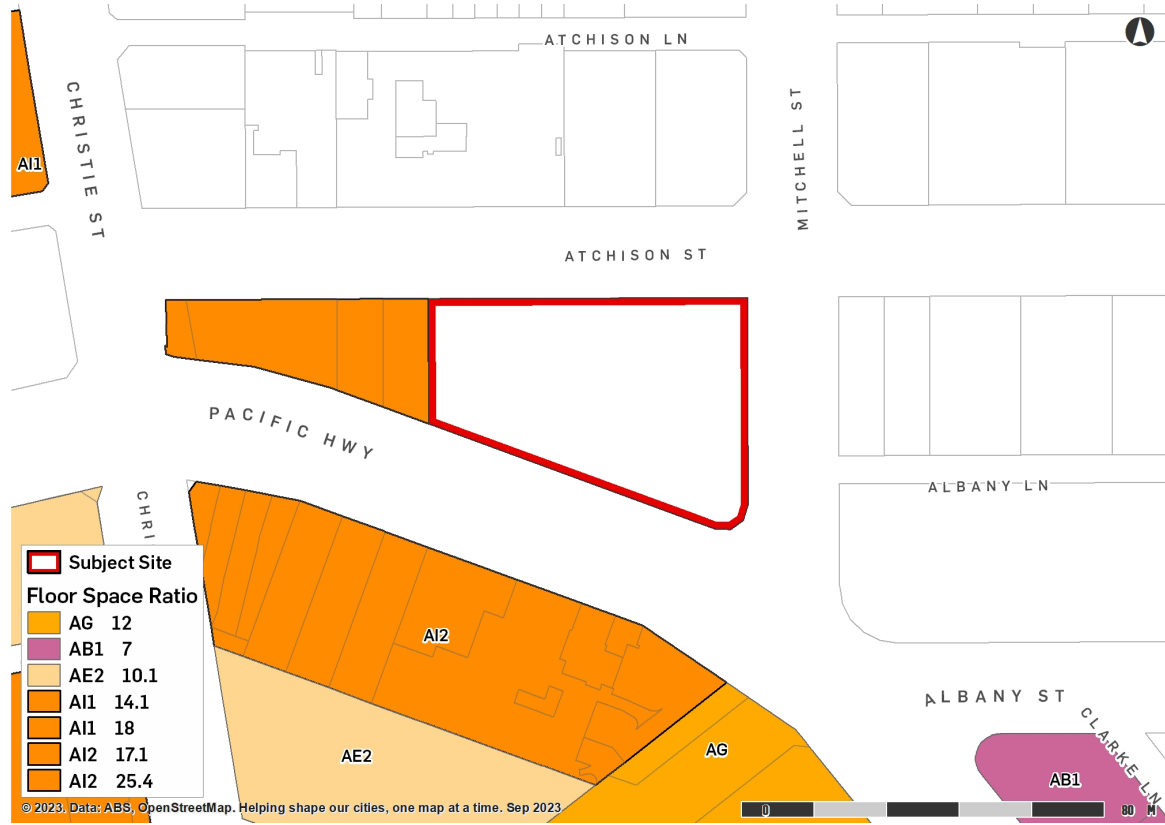 ATCHISON LN
CHRISTIE ST
MITCHELL ST
AI1
ATCHISON ST
PACIFIC HWY
ALBANY LN
CHRI
Subject Site
Floor Space Ratio
AG 12
AB1 7
AE2 10.1
AI1 14.1
AI1 18
AI2 17.1
AI2 25.4
AI2
AE2
AG
ALBANY ST
CLARKE LN
AB1
© 2023. Data: ABS, OpenStreetMap. Helping shape our cities, one map at a time. Sep 2023
0 80 M